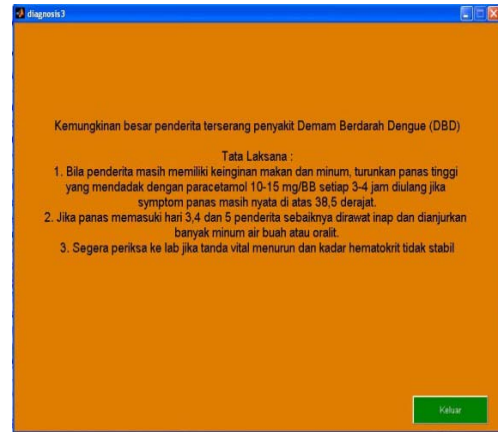 diagnosis3
Kemungkinan besar penderita terserang penyakit Demam Berdarah Dengue (DBD)
Tata Laksana :
1. Bila penderita masih memiliki keinginan makan dan minum, turunkan panas tinggi
yang mendadak dengan paracetamol 10-15 mg/BB setiap 3-4 jam diulang jika
symptom panas masih nyata di atas 38,5 derajat.
2. Jika panas memasuki hari 3,4 dan 5 penderita sebaiknya dirawat inap dan dianjurkan
banyak minum air buah atau oralit.
3. Segera periksa ke lab jika tanda vital menurun dan kadar hematokrit tidak stabil
Keluar